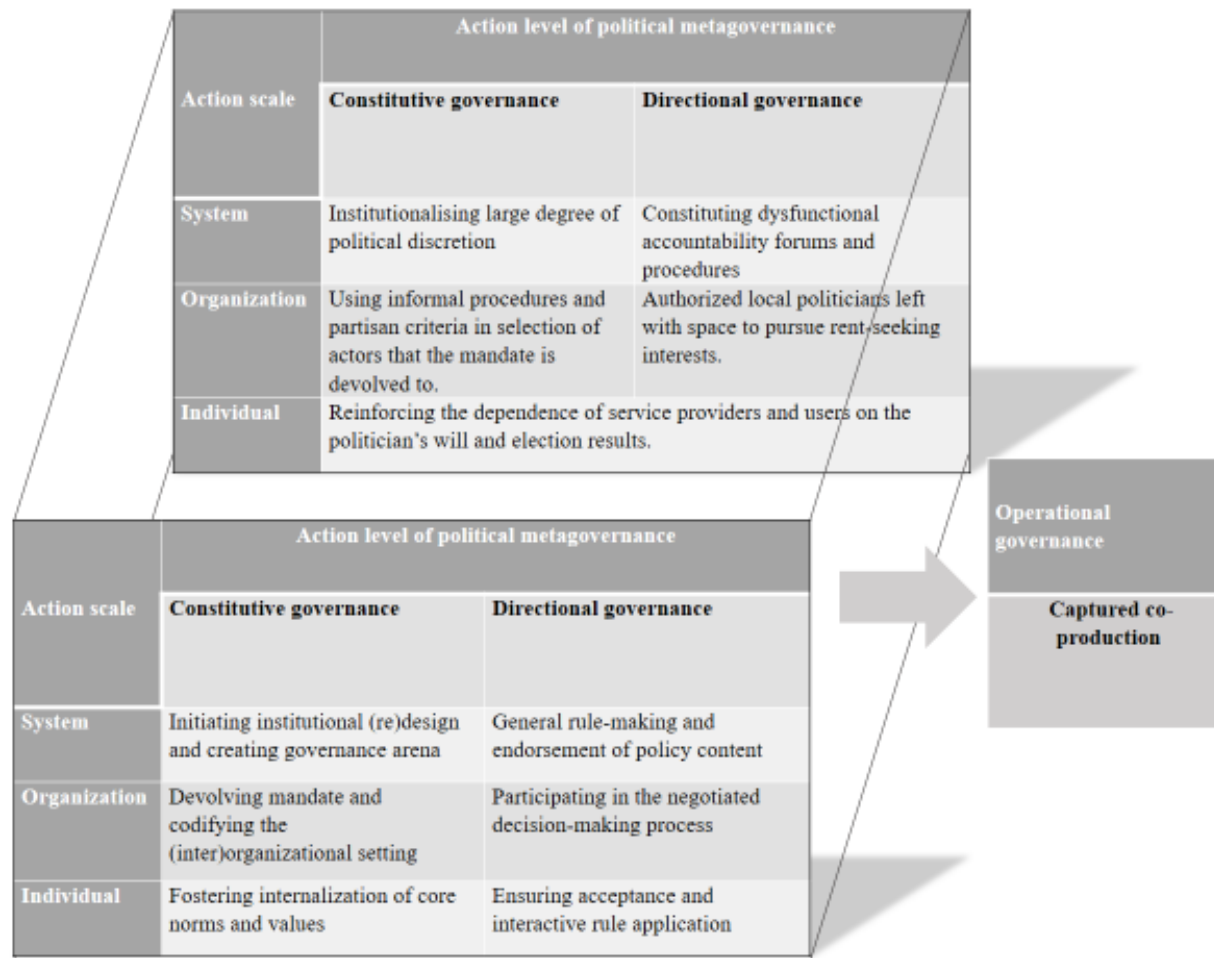 Action level of political metagovernance
Action scale
Constitutive governance
Directional governance
System
Institutionalising large degree of
political discretion
Constituting dysfunctional
accountability forums and
procedures
Organization
Using informal procedures and
partisan criteria in selection of
actors that the mandate is
devolved to.
Authorized local politicians left
with space to pursue rent-seeking
interests.
Individual
Reinforcing the dependence of service providers and users on the
politician's will and election results.
Action level of political metagovernance
Action scale
Constitutive governance
Directional governance
System
Initiating institutional (re)design
and creating governance arena
General rule-making and
endorsement of policy content
Organization
Devolving mandate and
codifying the
(inter)organizational setting
Participating in the negotiated
decision-making process
Individual
Fostering internalization of core
norms and values
Ensuring acceptance and
interactive rule application
Operational
governance
Captured co-
production